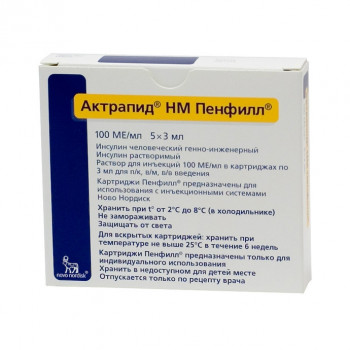 Актрапид® НМ Пенфилл®
100 МЕ/мл 5×3 мл
Инсулин человеческий генно-инженерный
Инсулин растворимый
Раствор для инъекций 100 МЕ/мл в картриджах по
3 мл для п/к, в/м, в/в введения
Картриджи Пенфилл® предназначены для
использования с инъекционными системами
Ново Нордиск
Хранить при t° от 2°C до 8°C (в холодильнике)
Не замораживать
Защищать от света
Для вскрытых картриджей: хранить при
температуре не выше 25°C в течение 6 недель
Картриджи Пенфилл® предназначены только для
индивидуального использования
Хранить в недоступном для детей месте
Отпускается только по рецепту врача
novo nordisk